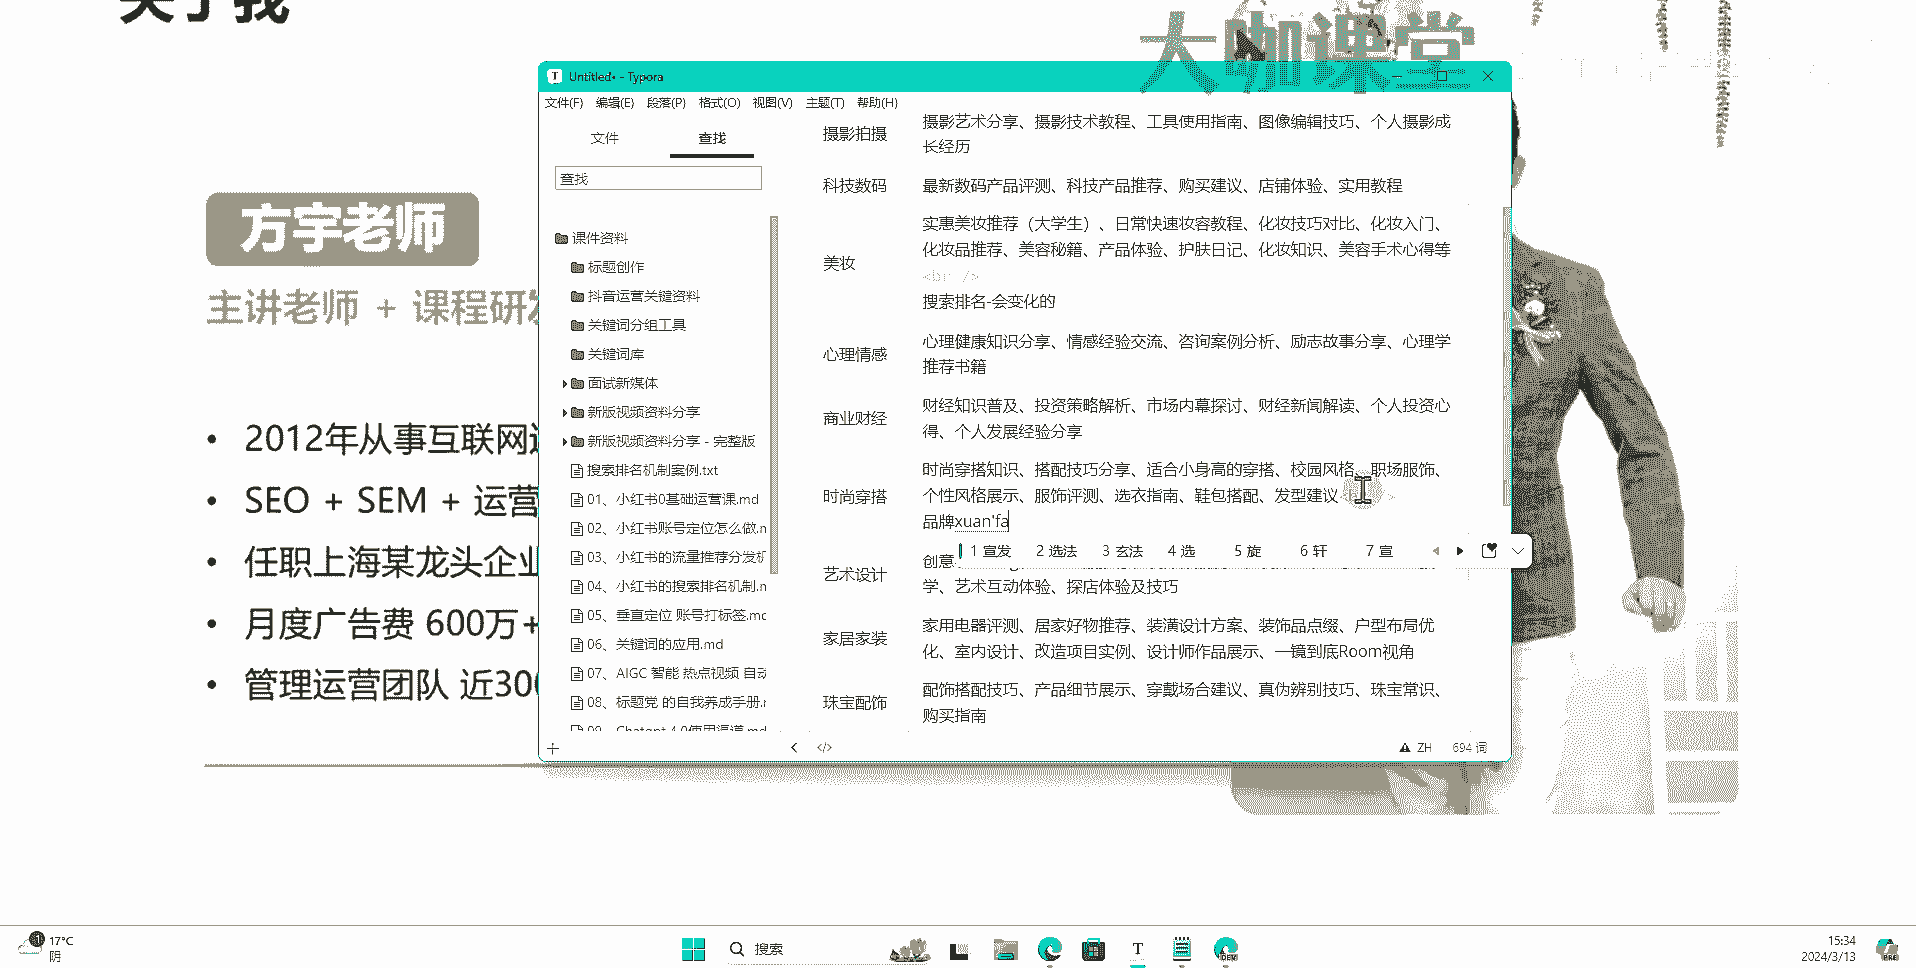 关于我
大咖课堂
方宇老师
主讲老师 + 课程研发
2012年从事互联网
SEO + SEM + 运营
任职上海某龙头企业
月度广告费 600万+
管理运营团队 近300
Untitled• - Typora
文件(F) 编辑(E) 段落(P) 格式(O) 视图(V) 主题(T) 帮助(H)
文件 查找
查找
课件资料
标题创作
抖音运营关键资料
关键词分组工具
关键词库
面试新媒体
新版视频资料分享
新版视频资料分享 - 完整版
搜索排名机制案例.txt
01、小红书0基础运营课.md
02、小红书账号定位怎么做.m
03、小红书的流量推荐分发机
04、小红书的搜索排名机制.m
05、垂直定位 账号打标签.md
06、关键词的应用.md
07、AIGC 智能 热点视频 自动
08、标题党 的自我养成手册.m
09、Chatgpt 4.0使用渠道.md
摄影拍摄
摄影艺术分享、摄影技术教程、工具使用指南、图像编辑技巧、个人摄影成
长经历
科技数码
最新数码产品评测、科技产品推荐、购买建议、店铺体验、实用教程
美妆
实惠美妆推荐（大学生）、日常快速妆容教程、化妆技巧对比、化妆入门、
化妆品推荐、美容秘籍、产品体验、护肤日记、化妆知识、美容手术心得等
<br />
搜索排名-会变化的
心理情感
心理健康知识分享、情感经验交流、咨询案例分析、励志故事分享、心理学
推荐书籍
商业财经
财经知识普及、投资策略解析、市场内幕探讨、财经新闻解读、个人投资心
得、个人发展经验分享
时尚穿搭
时尚穿搭知识、搭配技巧分享、适合小身高的穿搭、校园风格、职场服饰、
个性风格展示、服饰评测、选衣指南、鞋包搭配、发型建议
品牌xuan'fa
1 宣发 2 选法 3 玄法 4 选 5 旋 6 轩 7 宣
艺术设计
创意
学、艺术互动体验、探店体验及技巧
家居家装
家用电器评测、居家好物推荐、装潢设计方案、装饰品点缀、户型布局优
化、室内设计、改造项目实例、设计师作品展示、一镜到底Room视角
珠宝配饰
配饰搭配技巧、产品细节展示、穿戴场合建议、真伪辨别技巧、珠宝常识、
购买指南
ZH 694 词
17°C
阴
搜索
15:34
2024/3/13